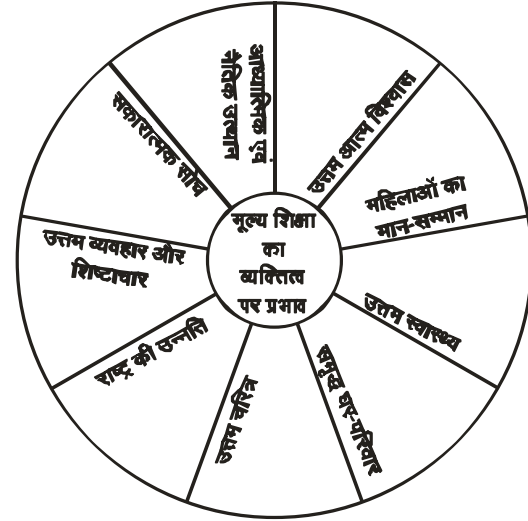 मूल्य शिक्षा
का
व्यक्तित्व
पर प्रभाव
आध्यात्मिक एवं
नैतिक उत्थान
उत्तम आत्म विश्वास
महिलाओं का
मान-सम्मान
उत्तम स्वास्थ्य
समृद्ध घर-परिवार
उत्तम चरित्र
राष्ट्र की उन्नति
उत्तम व्यवहार और
शिष्टाचार
सकारात्मक सोच